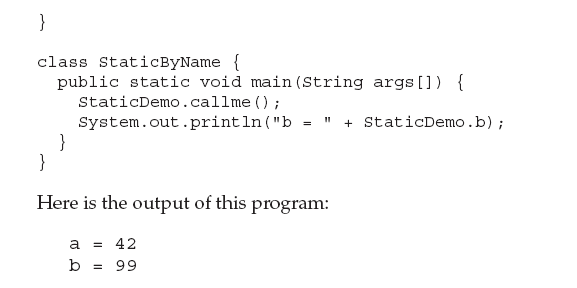 }
class StaticByName {
public static void main(String args[]) {
StaticDemo.callme();
System.out.println("b = " + StaticDemo.b);
}
}
Here is the output of this program:
a = 42
b = 99